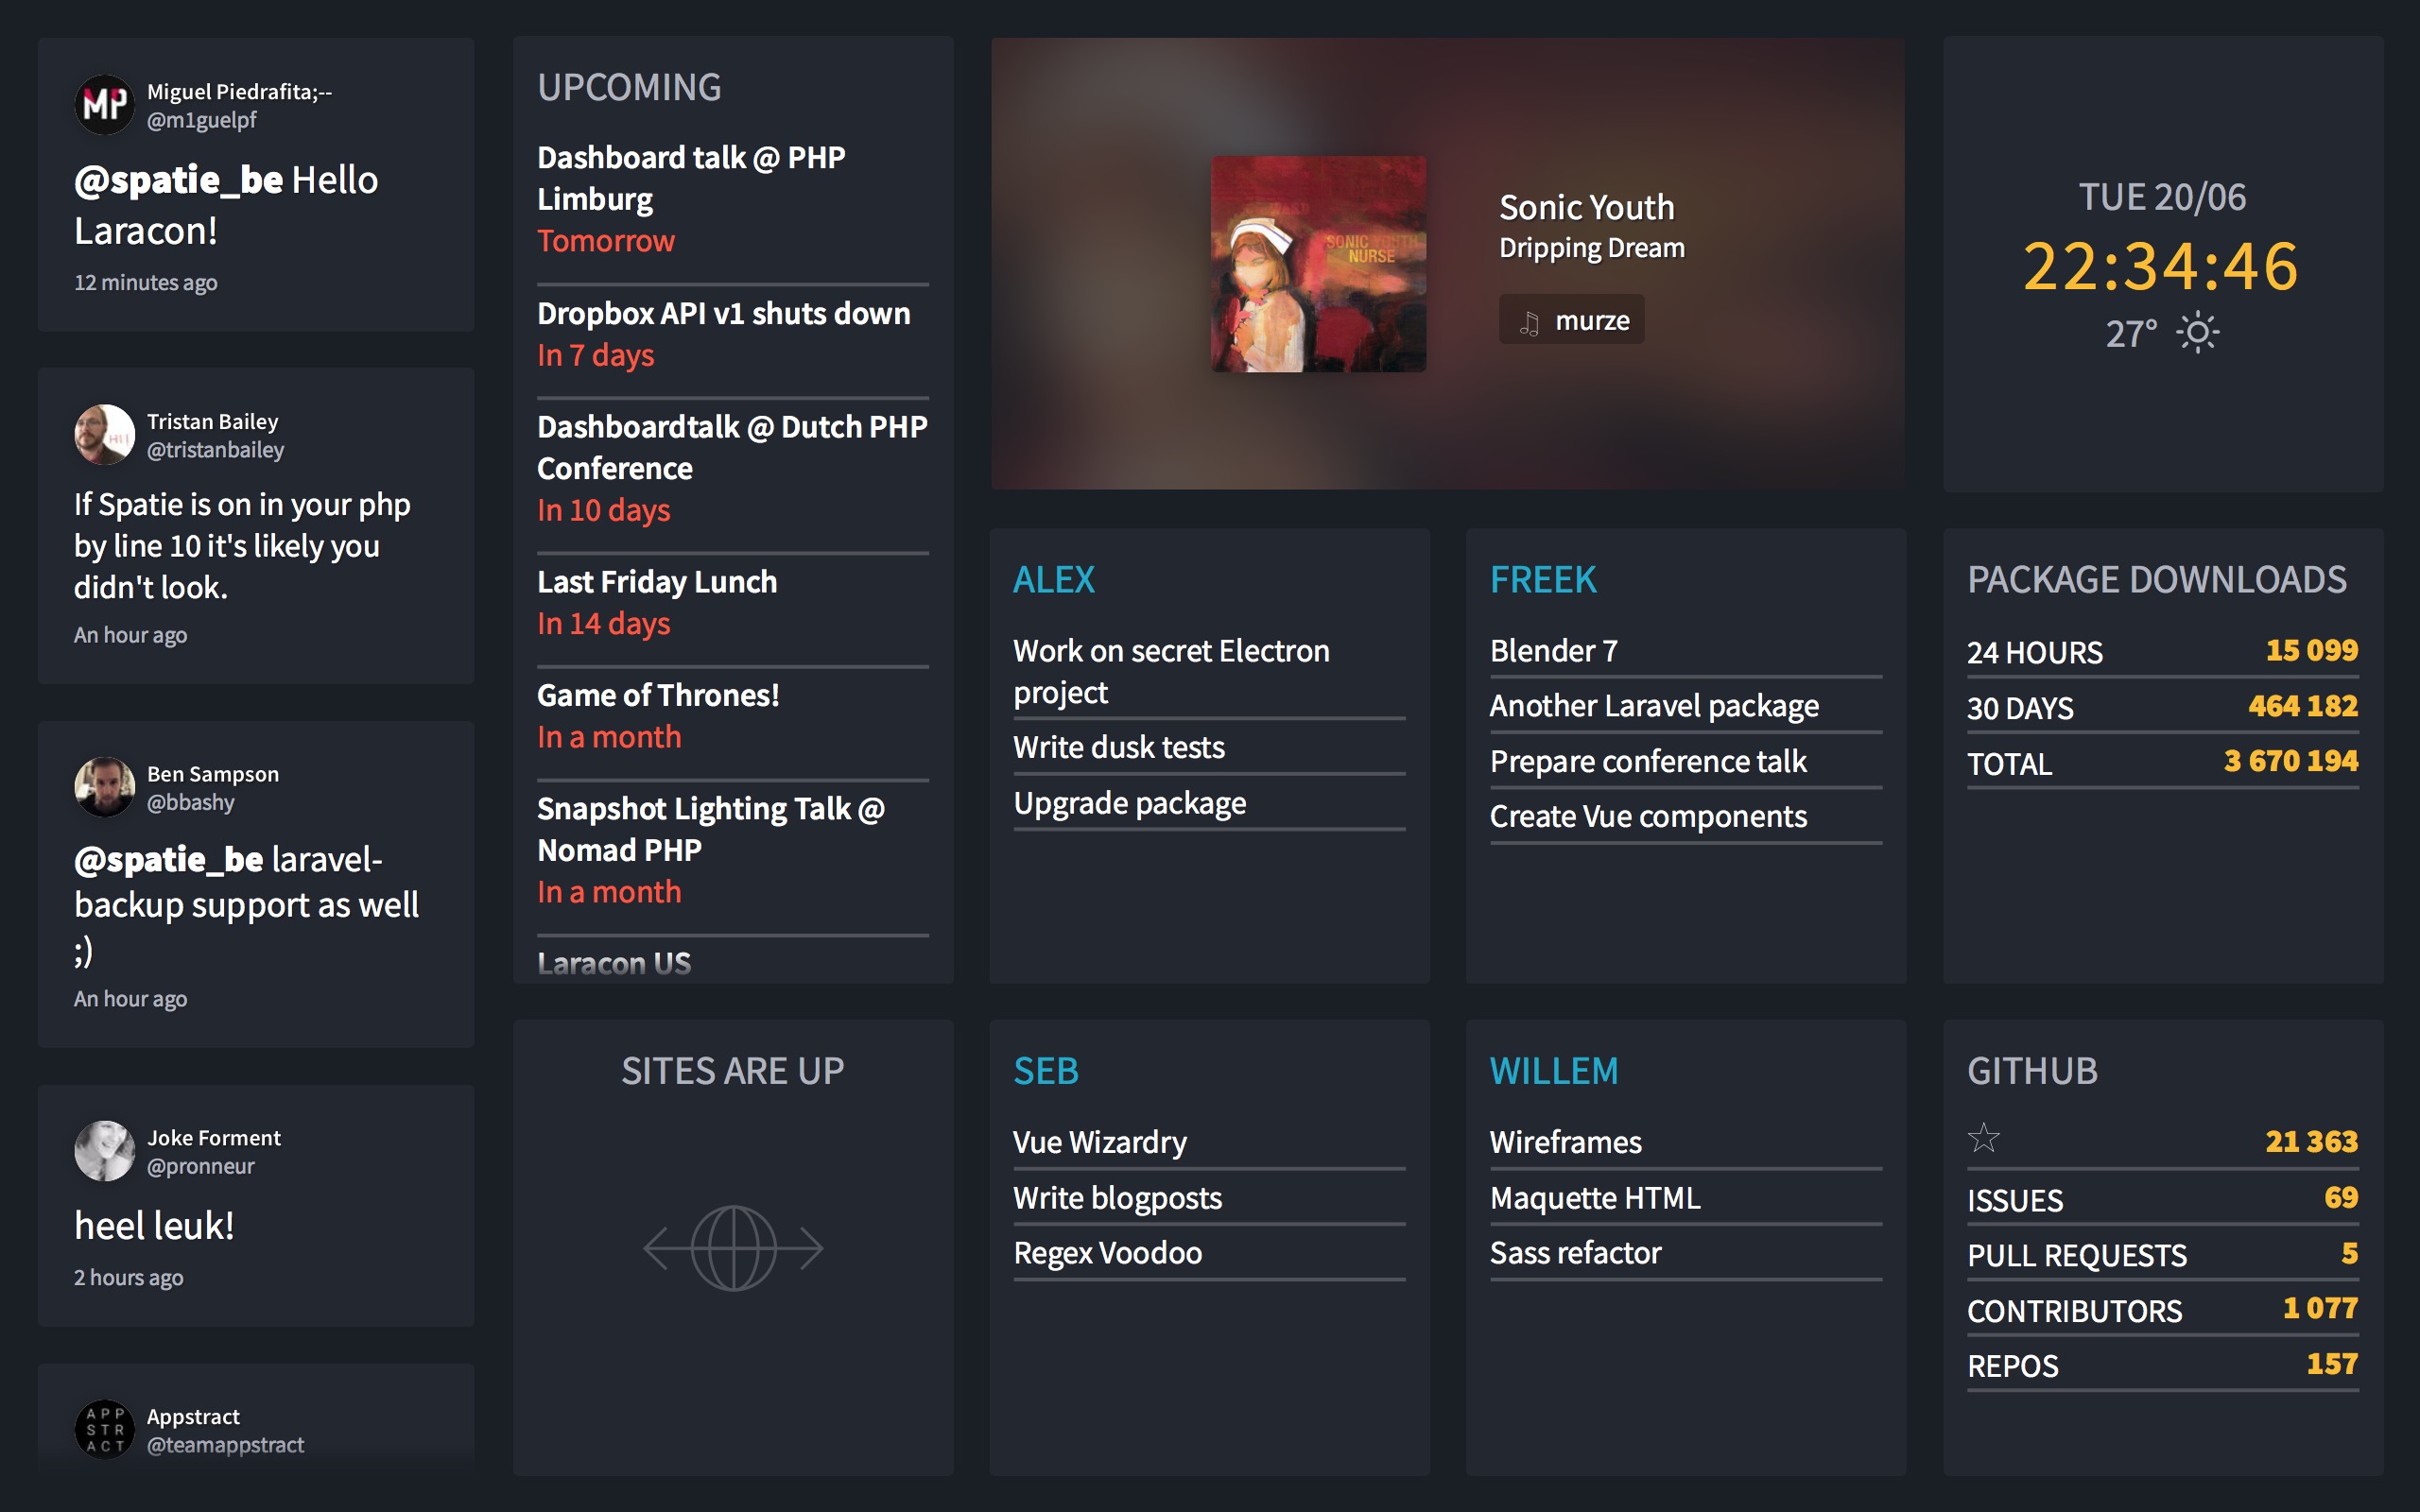 MP
Miguel Piedrafita;--
@m1guelpf
@spatie_be Hello
Laracon!
12 minutes ago
Tristan Bailey
@tristanbailey
If Spatie is on in your php
by line 10 it's likely you
didn't look.
An hour ago
Ben Sampson
@bbashy
@spatie_be laravel-
backup support as well
;)
An hour ago
Joke Forment
@pronneur
heel leuk!
2 hours ago
APP
STR
ACT
Appstract
@teamappstract
UPCOMING
Dashboard talk @ PHP
Limburg
Tomorrow
Dropbox API v1 shuts down
In 7 days
Dashboardtalk @ Dutch PHP
Conference
In 10 days
Last Friday Lunch
In 14 days
Game of Thrones!
In a month
Snapshot Lighting Talk @
Nomad PHP
In a month
Laracon US
SITES ARE UP
SONIC YOUTH
NURSE
Sonic Youth
Dripping Dream
murze
TUE 20/06
22:34:46
27°
ALEX
Work on secret Electron
project
Write dusk tests
Upgrade package
FREEK
Blender 7
Another Laravel package
Prepare conference talk
Create Vue components
PACKAGE DOWNLOADS
24 HOURS 15 099
30 DAYS 464 182
TOTAL 3 670 194
SEB
Vue Wizardry
Write blogposts
Regex Voodoo
WILLEM
Wireframes
Maquette HTML
Sass refactor
GITHUB
☆ 21 363
ISSUES 69
PULL REQUESTS 5
CONTRIBUTORS 1 077
REPOS 157